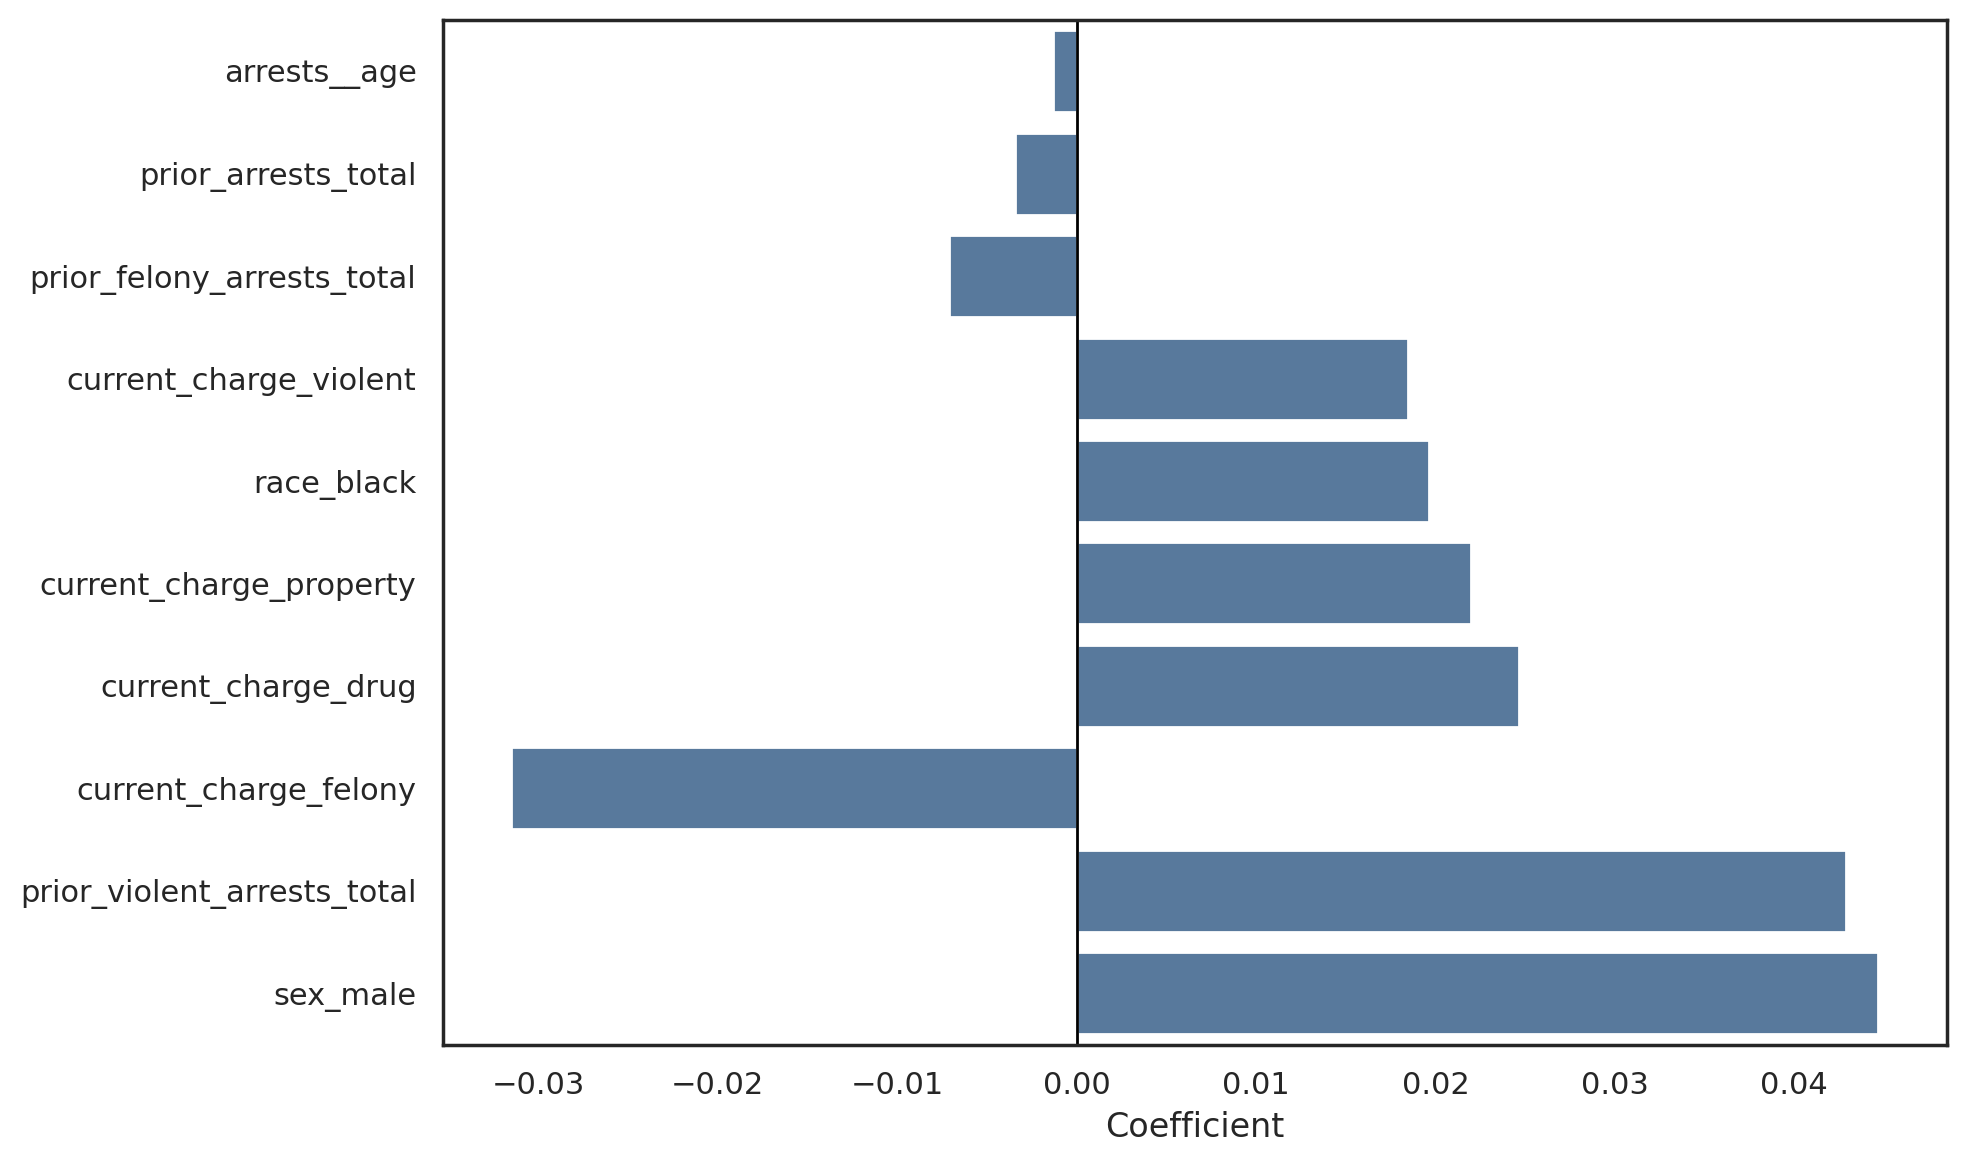 arrests__age
prior_arrests_total
prior_felony_arrests_total
current_charge_violent
race_black
current_charge_property
current_charge_drug
current_charge_felony
prior_violent_arrests_total
sex_male
−0.03 −0.02 −0.01 0.00 0.01 0.02 0.03 0.04
Coefficient